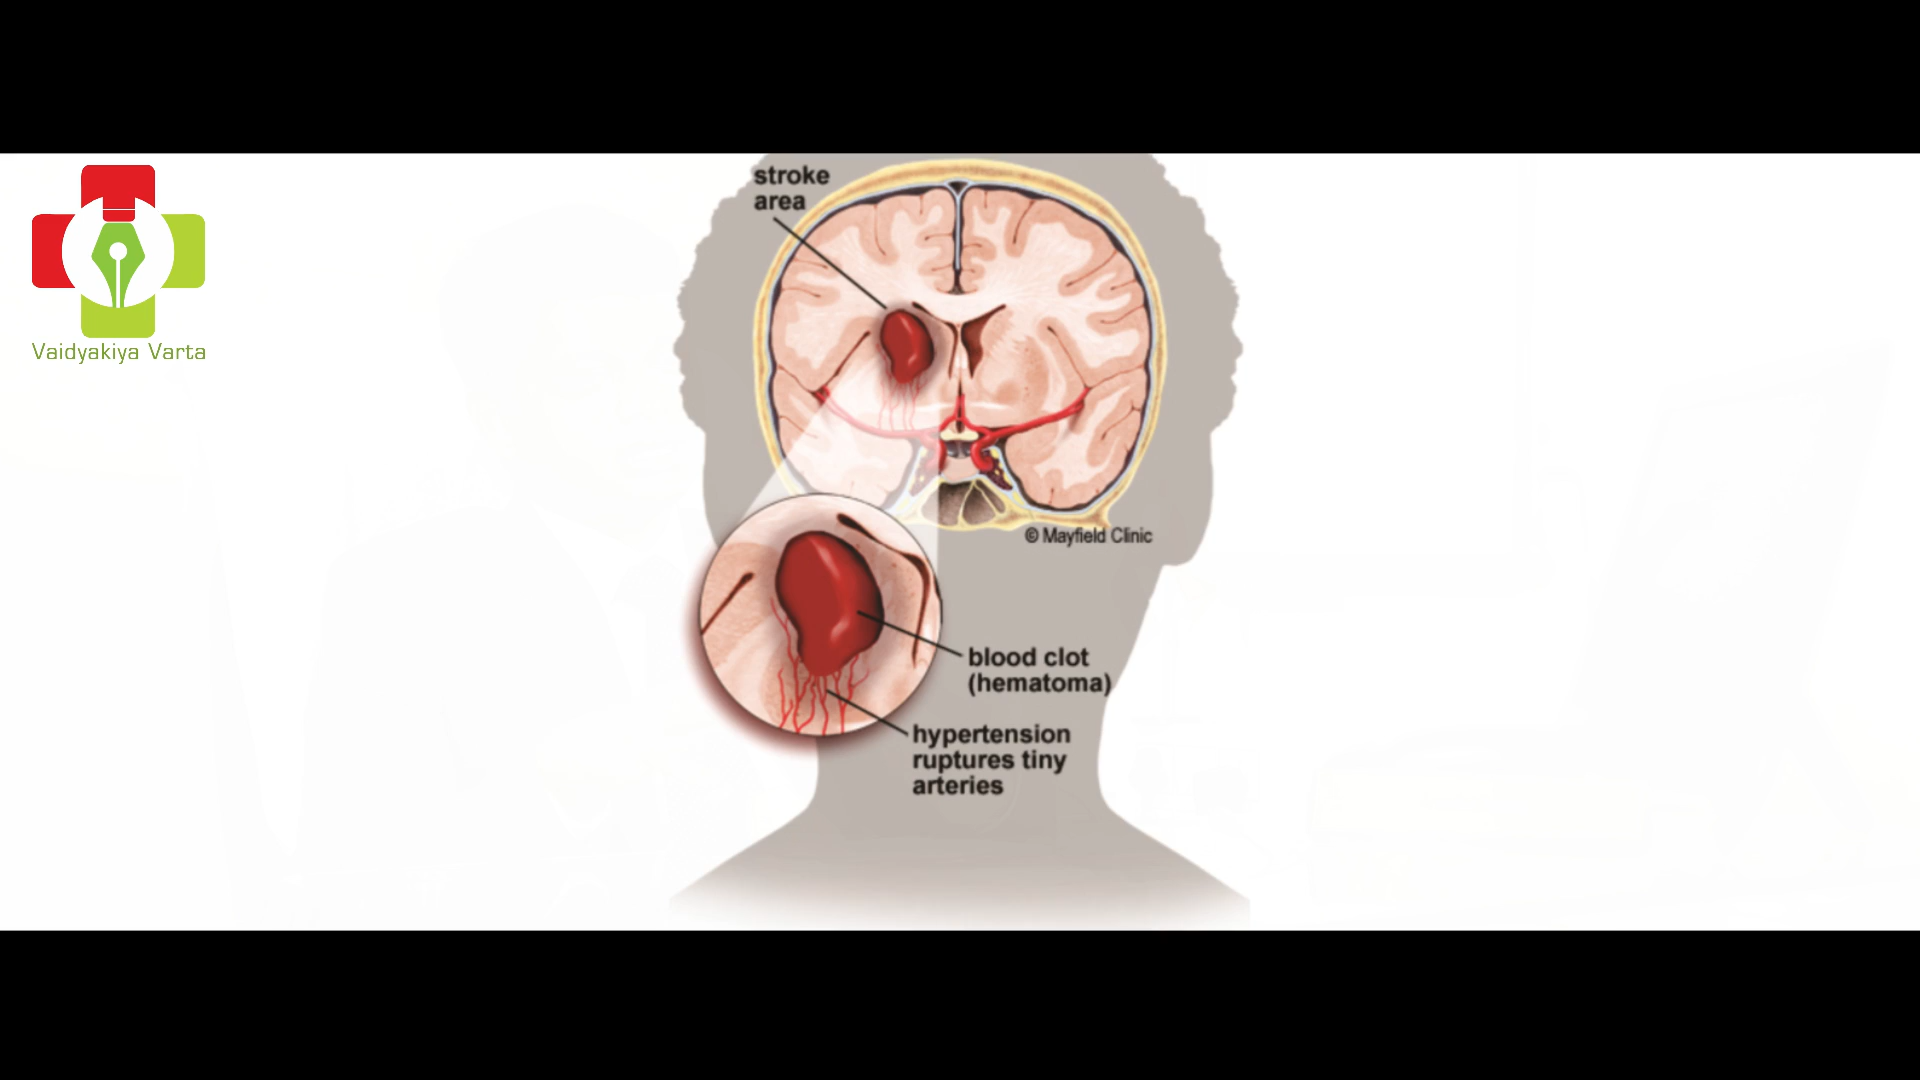 stroke
area
Vaidyakiya Varta
© Mayfield Clinic
blood clot
(hematoma)
hypertension
ruptures tiny
arteries